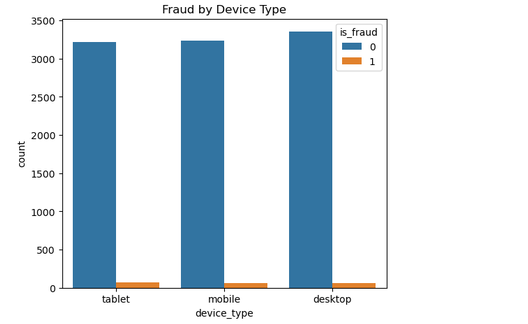 Fraud by Device Type
3500
3000
2500
2000
1500
1000
500
0
count
is_fraud
0
1
tablet mobile desktop
device_type